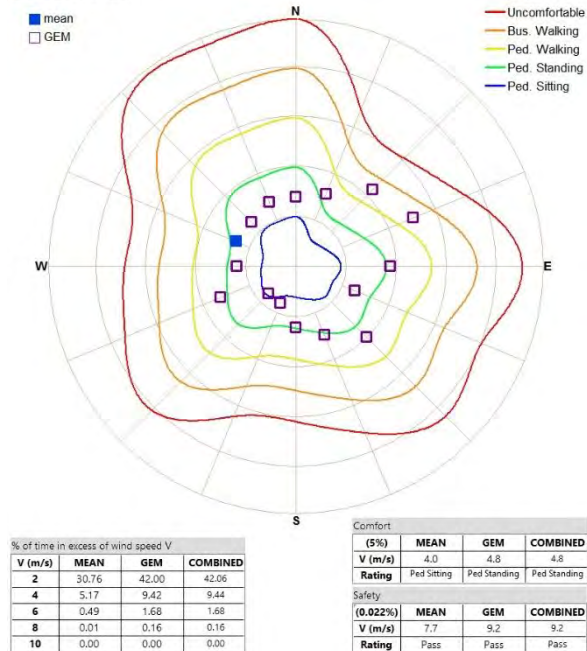 mean
GEM
N
Uncomfortable
Bus. Walking
Ped. Walking
Ped. Standing
Ped. Sitting
W
E
S
% of time in excess of wind speed V
V (m/s) MEAN GEM COMBINED
2 30.76 42.00 42.06
4 5.17 9.42 9.44
6 0.49 1.68 1.68
8 0.01 0.16 0.16
10 0.00 0.00 0.00
Comfort
(5%) MEAN GEM COMBINED
V (m/s) 4.0 4.8 4.8
Rating Ped Sitting Ped Standing Ped Standing
Safety
(0.022%) MEAN GEM COMBINED
V (m/s) 7.7 9.2 9.2
Rating Pass Pass Pass